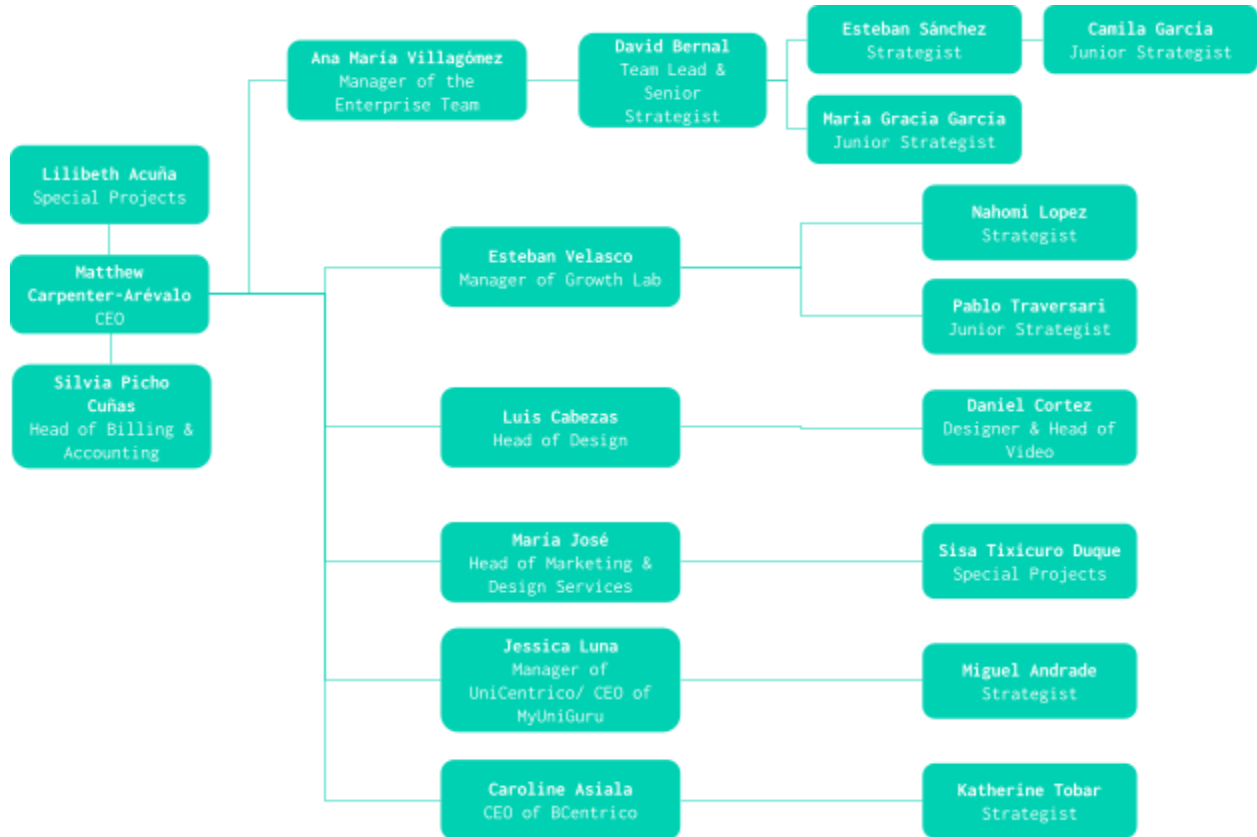 Esteban Sánchez
Strategist
Camila García
Junior Strategist
David Bernal
Team Lead &
Senior
Strategist
Ana María Villagómez
Manager of the
Enterprise Team
María Gracia García
Junior Strategist
Lilibeth Acuña
Special Projects
Nahomi Lopez
Strategist
Esteban Velasco
Manager of Growth Lab
Matthew
Carpenter-Arévalo
CEO
Pablo Traversari
Junior Strategist
Silvia Picho
Cuñas
Head of Billing &
Accounting
Luis Cabezas
Head of Design
Daniel Cortez
Designer & Head of
Video
María José
Head of Marketing &
Design Services
Sisa Tixicuro Duque
Special Projects
Jessica Luna
Manager of
UniCentrico/ CEO of
MyUniGuru
Miguel Andrade
Strategist
Caroline Asiala
CEO of BCentrico
Katherine Tobar
Strategist